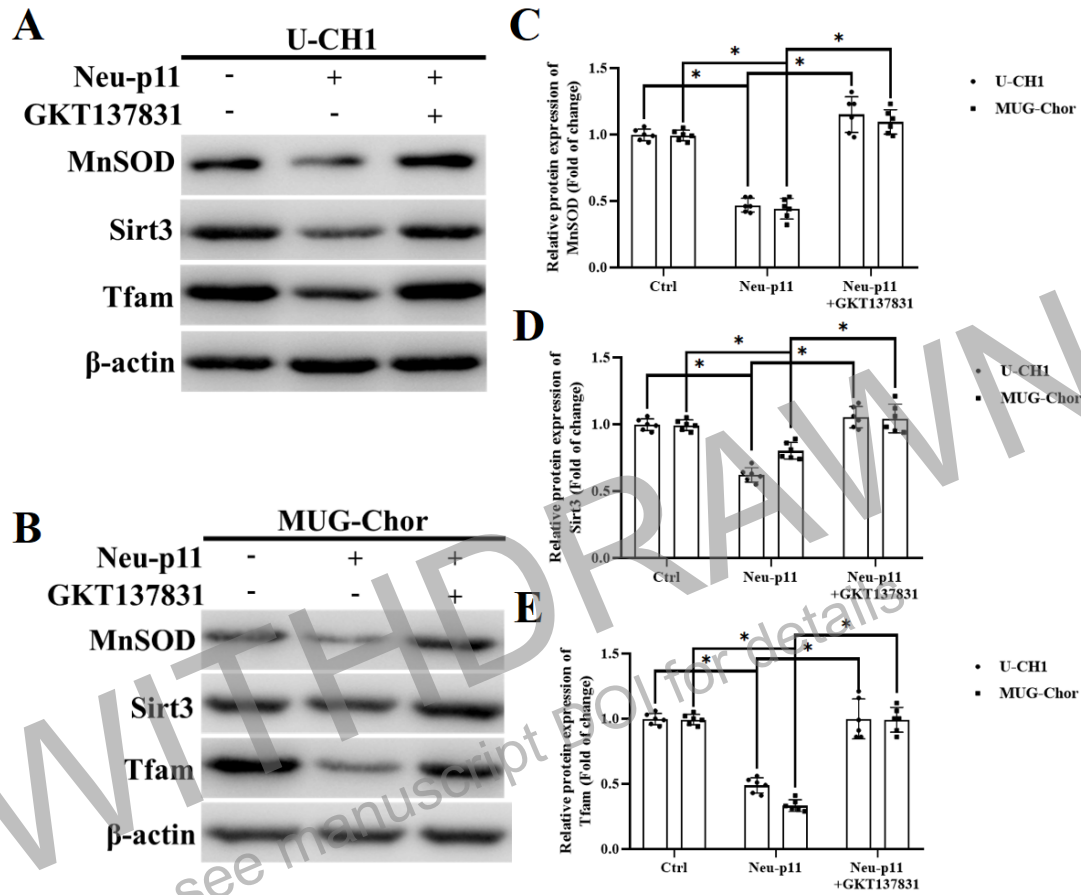 A
U-CH1
Neu-p11 - + +
GKT137831 - - +
MnSOD
Sirt3
Tfam
β-actin
B
MUG-Chor
Neu-p11 - + +
GKT137831 - - +
MnSOD
Sirt3
Tfam
β-actin
C
Relative protein expression of
MnSOD (Fold of change)
1.5
1.0
0.5
0.0
* * * *
Ctrl
Neu-p11
Neu-p11
+GKT137831
U-CH1
MUG-Chor
D
Relative protein expression of
Sirt3 (Fold of change)
1.5
1.0
0.5
0.0
* * * *
Ctrl
Neu-p11
Neu-p11
+GKT137831
U-CH1
MUG-Chor
E
Relative protein expression of
Tfam (Fold of change)
1.5
1.0
0.5
0.0
* * * *
Ctrl
Neu-p11
Neu-p11
+GKT137831
U-CH1
MUG-Chor
WITHDRAWN
see manuscript DOI for details